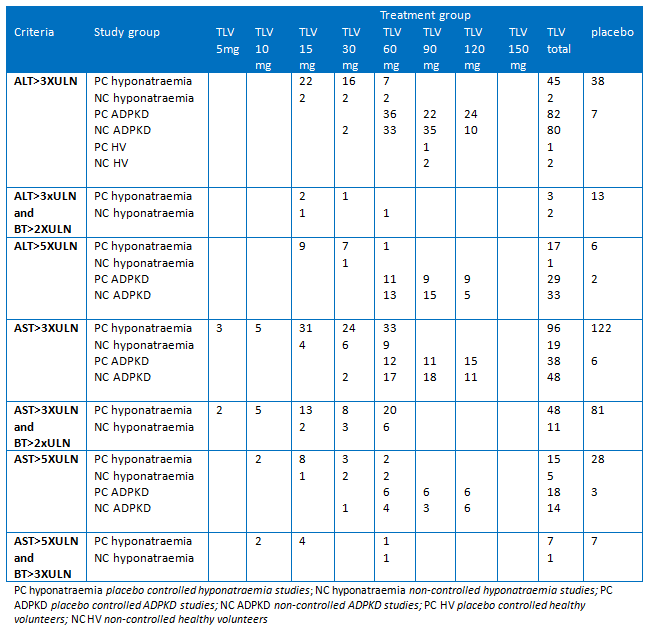 Treatment group
Criteria Study group TLV TLV TLV TLV TLV TLV TLV TLV TLV placebo
5mg 10 15 30 60 90 120 150 total
mg mg mg mg mg mg mg
ALT>3XULN PC hyponatraemia 22 16 7 45 38
NC hyponatraemia 2 2 2 2
PC ADPKD 36 22 24 82 7
NC ADPKD 2 33 35 10 80
PC HV 1 1
NC HV 2 2
ALT>3xULN PC hyponatraemia 2 1 3 13
and NC hyponatraemia 1 1 2
BT>2XULN
ALT>5XULN PC hyponatraemia 9 7 1 17 6
NC hyponatraemia 1 1
PC ADPKD 11 9 9 29 2
NC ADPKD 13 15 5 33
AST>3XULN PC hyponatraemia 3 5 31 24 33 96 122
NC hyponatraemia 4 6 9 19
PC ADPKD 12 11 15 38 6
NC ADPKD 2 17 18 11 48
AST>3XULN PC hyponatraemia 2 5 13 8 20 48 81
and NC hyponatraemia 2 3 6 11
BT>2xULN
AST>5XULN PC hyponatraemia 2 8 3 2 15 28
NC hyponatraemia 1 2 2 5
PC ADPKD 6 6 6 18 3
NC ADPKD 1 4 3 6 14
AST>5XULN PC hyponatraemia 2 4 1 7 7
and NC hyponatraemia 1 1
BT>3XULN
PC hyponatraemia placebo controlled hyponatraemia studies; NC hyponatraemia non-controlled hyponatraemia studies; PC
ADPKD placebo controlled ADPKD studies; NC ADPKD non-controlled ADPKD studies; PC HV placebo controlled healthy
volunteers; NC HV non-controlled healthy volunteers